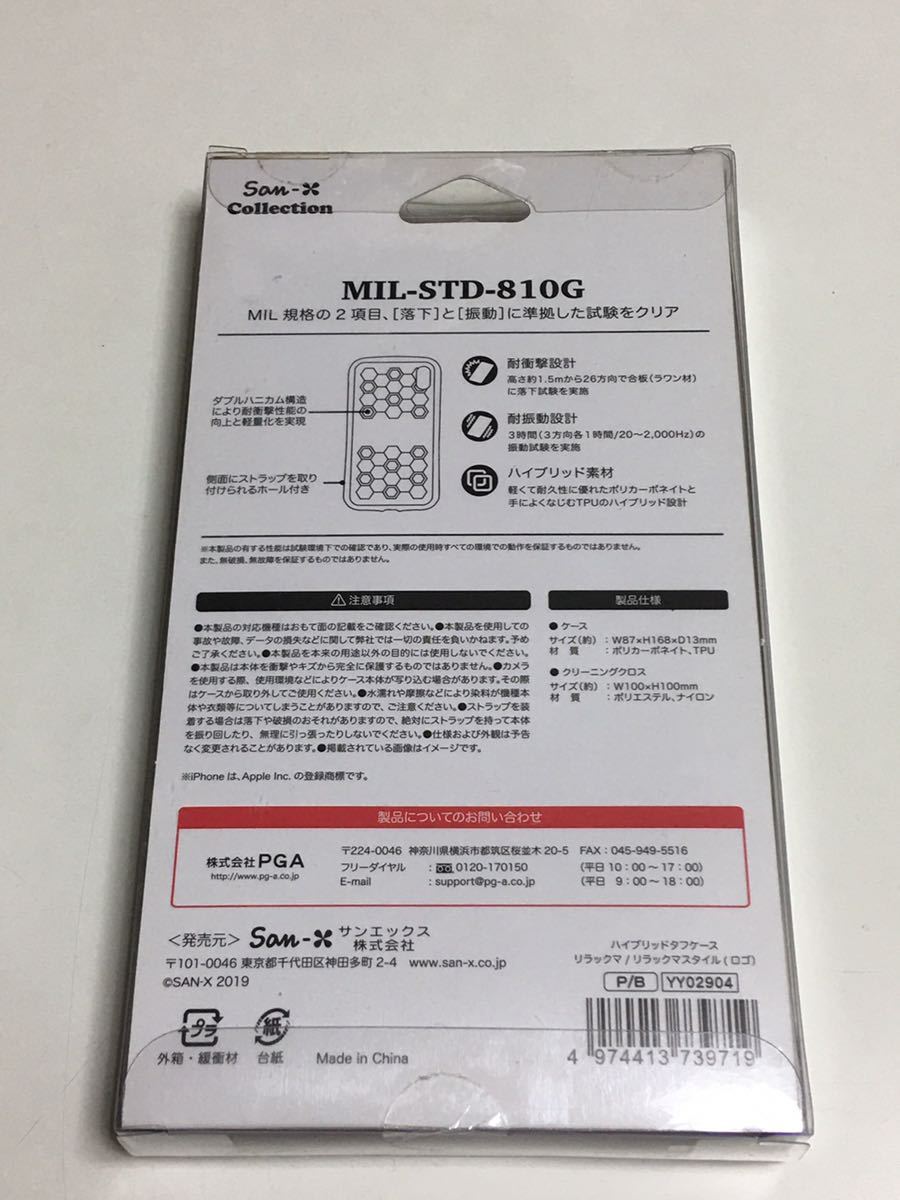 San-X
Collection
MIL-STD-810G
MIL 規格の2項目、[落下]と[振動]に準拠した試験をクリア
ダブルハニカム構造
により耐衝撃性能の
向上と軽量化を実現
側面にストラップを取り
付けられるホール付き
耐衝撃設計
高さ約1.5mから26方向で合板(ラワン材)
に落下試験を実施
耐振動設計
3時間(3方向各1時間/20〜2,000Hz)の
振動試験を実施
ハイブリッド素材
軽くて耐久性に優れたポリカーボネイトと
手によくなじむTPUのハイブリッド設計
※本製品の有する性能は試験環境下での確認であり、実際の使用時すべての環境での動作を保証するものではありません。
また、無破損、無故障を保証するものではありません。
注意事項
●本製品の対応機種はおもて面の記載をご確認ください。●本製品を使用しての
事故や故障、データの損失などに関して弊社では一切の責任を負いかねます。予め
ご了承ください。●本製品を本来の用途以外の目的には使用しないでください。
●本製品は本体を衝撃やキズから完全に保護するものではありません。●カメラ
を使用する際、使用環境などによりケース本体が写り込む場合があります。その際
はケースから取り外してご使用ください。●水濡れや摩擦などにより染料が機種本
体や衣類等についてしまうことがありますので、ご注意ください。●ストラップを装
着する場合は落下や破損のおそれがありますので、絶対にストラップを持って本体
を振り回したり、無理に引っ張ったりしないでください。●仕様および外観は予告
なく変更されることがあります。●掲載されている画像はイメージです。
※iPhone は、Apple Inc. の登録商標です。
製品仕様
● ケース
サイズ(約) : W87×H168×D13mm
材 質 : ポリカーボネイト、TPU
● クリーニングクロス
サイズ(約) : W100×H100mm
材 質 : ポリエステル、ナイロン
製品についてのお問い合わせ
株式会社PGA
http://www.pg-a.co.jp
〒224-0046 神奈川県横浜市都筑区桜並木 20-5 FAX : 045-949-5516
フリーダイヤル : 0120-170150 (平日 10 : 00〜17 : 00)
E-mail : support@pg-a.co.jp (平日 9 : 00〜18 : 00)
<発売元> San-X サンエックス
株式会社
〒101-0046 東京都千代田区神田多町 2-4 www.san-x.co.jp
©SAN-X 2019
ハイブリッドタフケース
リラックマ / リラックマスタイル (ロゴ)
P/B YY02904
4 974413 739719
プラ
外箱・緩衝材
紙
台紙
Made in China